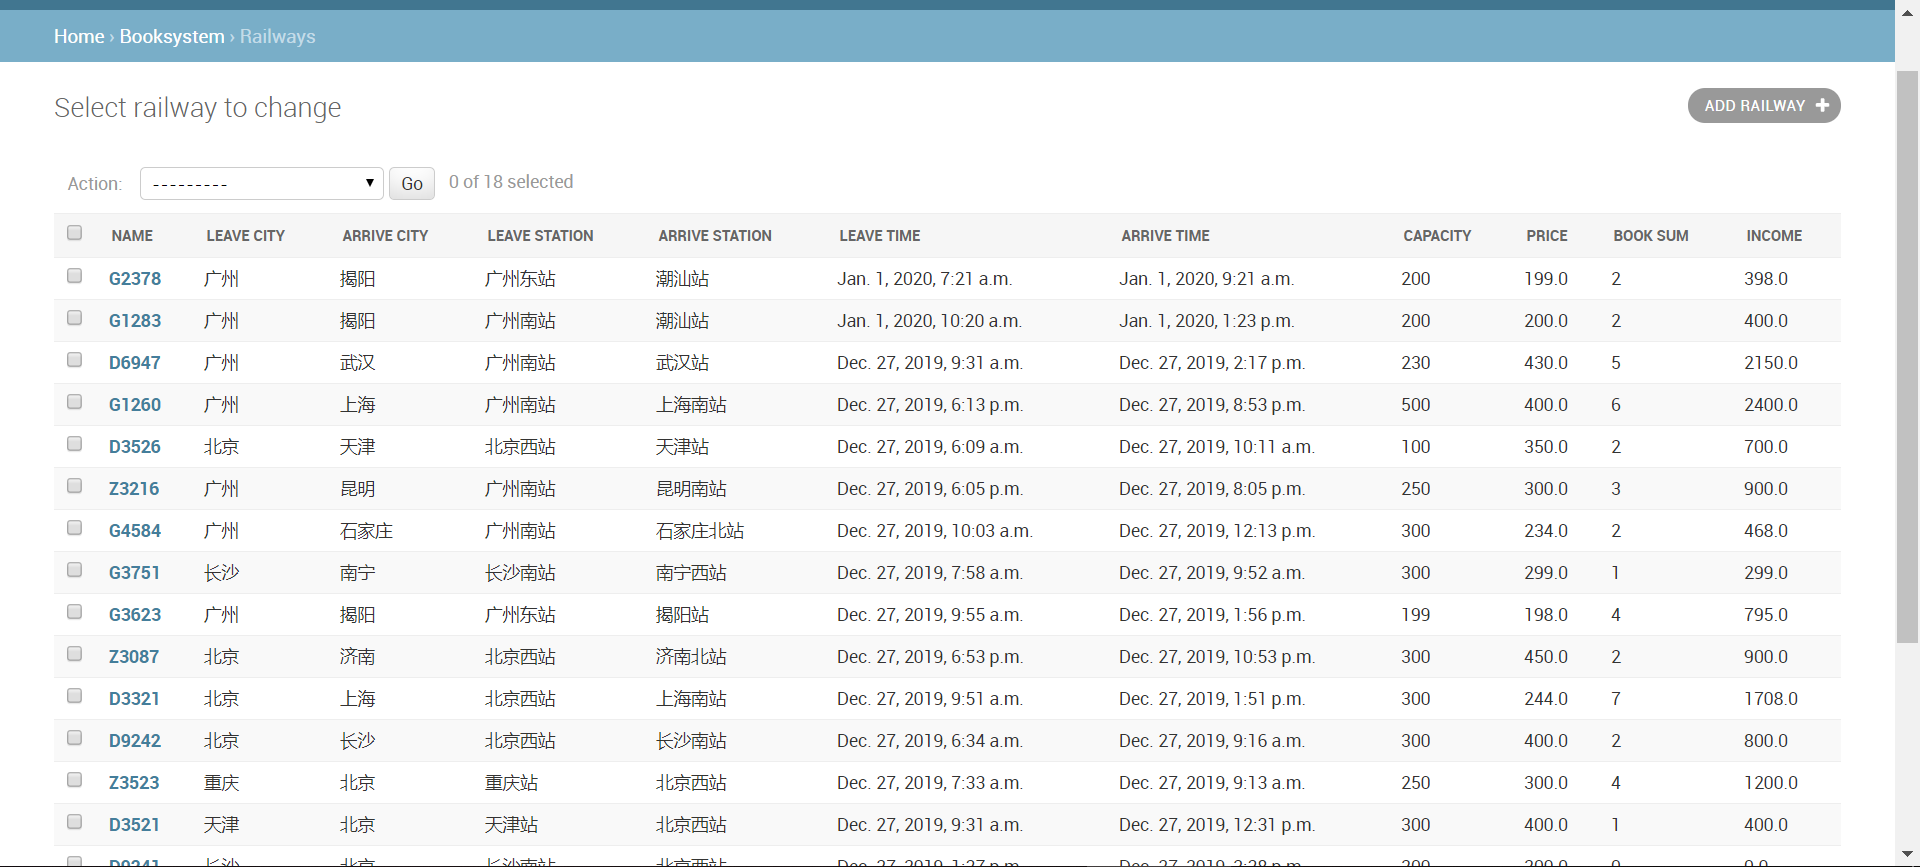 Home › Booksystem › Railways
Select railway to change
ADD RAILWAY +
Action: --------- Go 0 of 18 selected
NAME LEAVE CITY ARRIVE CITY LEAVE STATION ARRIVE STATION LEAVE TIME ARRIVE TIME CAPACITY PRICE BOOK SUM INCOME
G2378 广州 揭阳 广州东站 潮汕站 Jan. 1, 2020, 7:21 a.m. Jan. 1, 2020, 9:21 a.m. 200 199.0 2 398.0
G1283 广州 揭阳 广州南站 潮汕站 Jan. 1, 2020, 10:20 a.m. Jan. 1, 2020, 1:23 p.m. 200 200.0 2 400.0
D6947 广州 武汉 广州南站 武汉站 Dec. 27, 2019, 9:31 a.m. Dec. 27, 2019, 2:17 p.m. 230 430.0 5 2150.0
G1260 广州 上海 广州南站 上海南站 Dec. 27, 2019, 6:13 p.m. Dec. 27, 2019, 8:53 p.m. 500 400.0 6 2400.0
D3526 北京 天津 北京西站 天津站 Dec. 27, 2019, 6:09 a.m. Dec. 27, 2019, 10:11 a.m. 100 350.0 2 700.0
Z3216 广州 昆明 广州南站 昆明南站 Dec. 27, 2019, 6:05 p.m. Dec. 27, 2019, 8:05 p.m. 250 300.0 3 900.0
G4584 广州 石家庄 广州南站 石家庄北站 Dec. 27, 2019, 10:03 a.m. Dec. 27, 2019, 12:13 p.m. 300 234.0 2 468.0
G3751 长沙 南宁 长沙南站 南宁西站 Dec. 27, 2019, 7:58 a.m. Dec. 27, 2019, 9:52 a.m. 300 299.0 1 299.0
G3623 广州 揭阳 广州东站 揭阳站 Dec. 27, 2019, 9:55 a.m. Dec. 27, 2019, 1:56 p.m. 199 198.0 4 795.0
Z3087 北京 济南 北京西站 济南北站 Dec. 27, 2019, 6:53 p.m. Dec. 27, 2019, 10:53 p.m. 300 450.0 2 900.0
D3321 北京 上海 北京西站 上海南站 Dec. 27, 2019, 9:51 a.m. Dec. 27, 2019, 1:51 p.m. 300 244.0 7 1708.0
D9242 北京 长沙 北京西站 长沙南站 Dec. 27, 2019, 6:34 a.m. Dec. 27, 2019, 9:16 a.m. 300 400.0 2 800.0
Z3523 重庆 北京 重庆站 北京西站 Dec. 27, 2019, 7:33 a.m. Dec. 27, 2019, 9:13 a.m. 250 300.0 4 1200.0
D3521 天津 北京 天津站 北京西站 Dec. 27, 2019, 9:31 a.m. Dec. 27, 2019, 12:31 p.m. 300 400.0 1 400.0